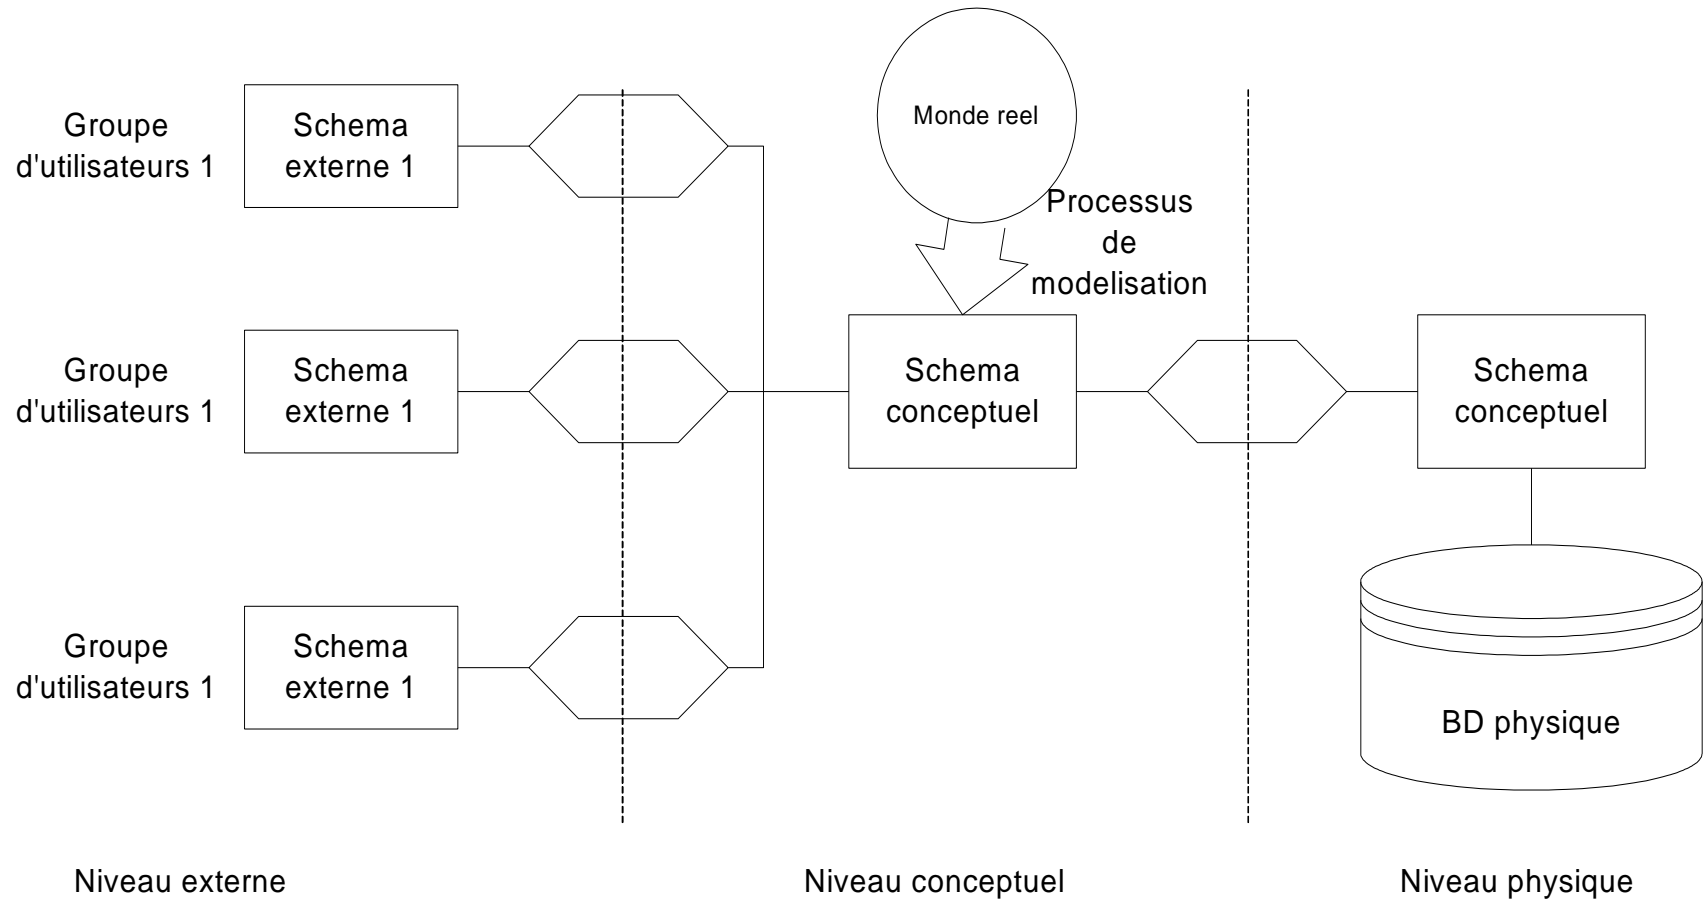 Monde reel
Groupe
d'utilisateurs 1
Schema
externe 1
Processus
de
modelisation
Groupe
d'utilisateurs 1
Schema
externe 1
Schema
conceptuel
Schema
conceptuel
Groupe
d'utilisateurs 1
Schema
externe 1
BD physique
Niveau externe
Niveau conceptuel
Niveau physique